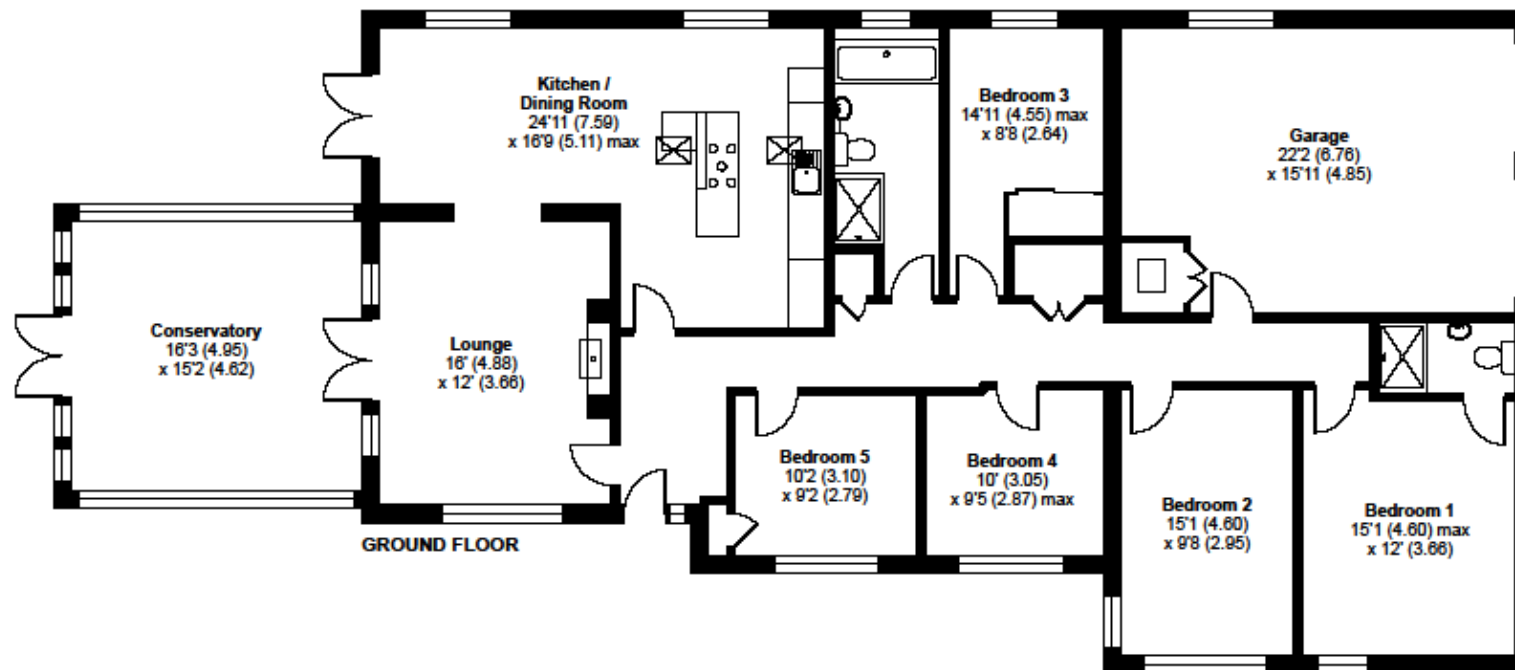 Kitchen /
Dining Room
24'11 (7.59)
x 16'9 (5.11) max
Bedroom 3
14'11 (4.55) max
x 8'8 (2.64)
Garage
22'2 (6.76)
x 15'11 (4.85)
Conservatory
16'3 (4.95)
x 15'2 (4.62)
Lounge
16' (4.88)
x 12' (3.66)
Bedroom 5
10'2 (3.10)
x 9'2 (2.79)
Bedroom 4
10' (3.05)
x 9'5 (2.87) max
Bedroom 2
15'1 (4.60)
x 9'8 (2.95)
Bedroom 1
15'1 (4.60) max
x 12' (3.66)
GROUND FLOOR